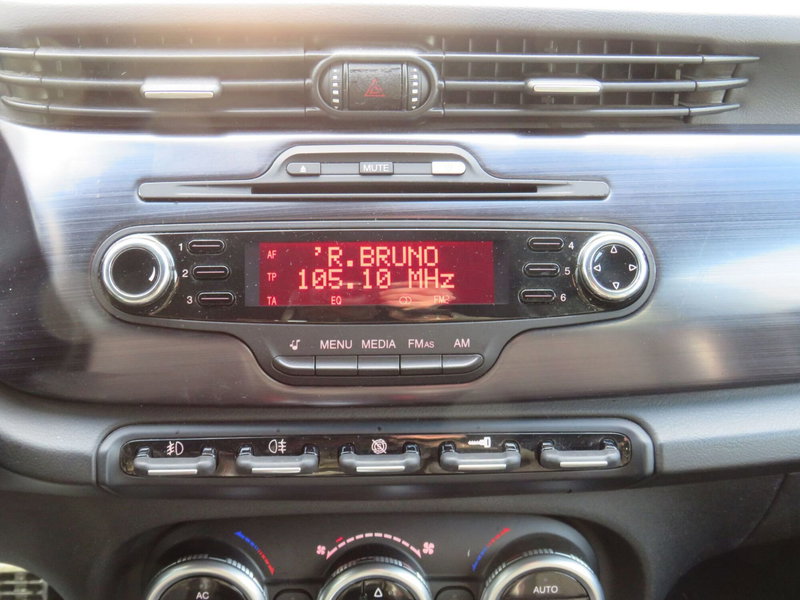 MUTE
1
2
3
AF
TP
TA
'R.BRUNO
105.10 MHz
EQ
FM2
4
5
6
MENU MEDIA FMAS AM
AC
AUTO